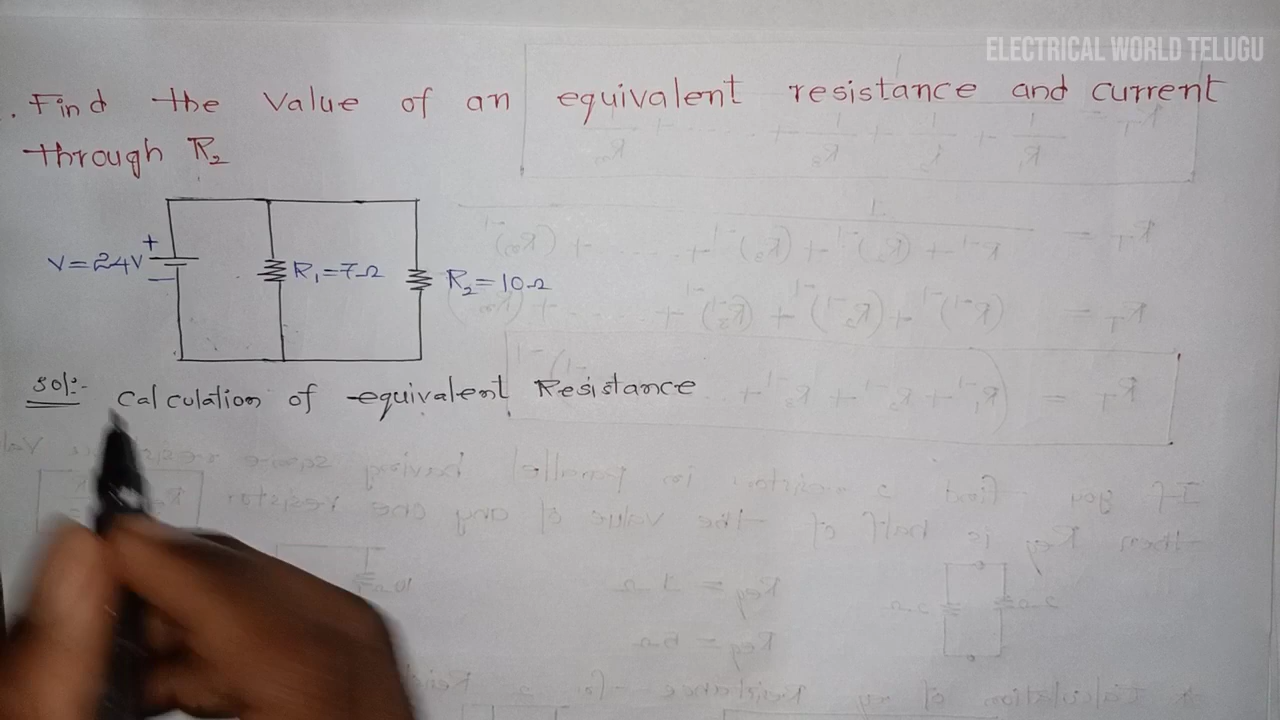 ELECTRICAL WORLD TELUGU
. Find the Value of an equivalent resistance and current
through R₂
V=24V
+
−
R₁=7Ω
R₂=10Ω
Sol:- Calculation of equivalent Resistance